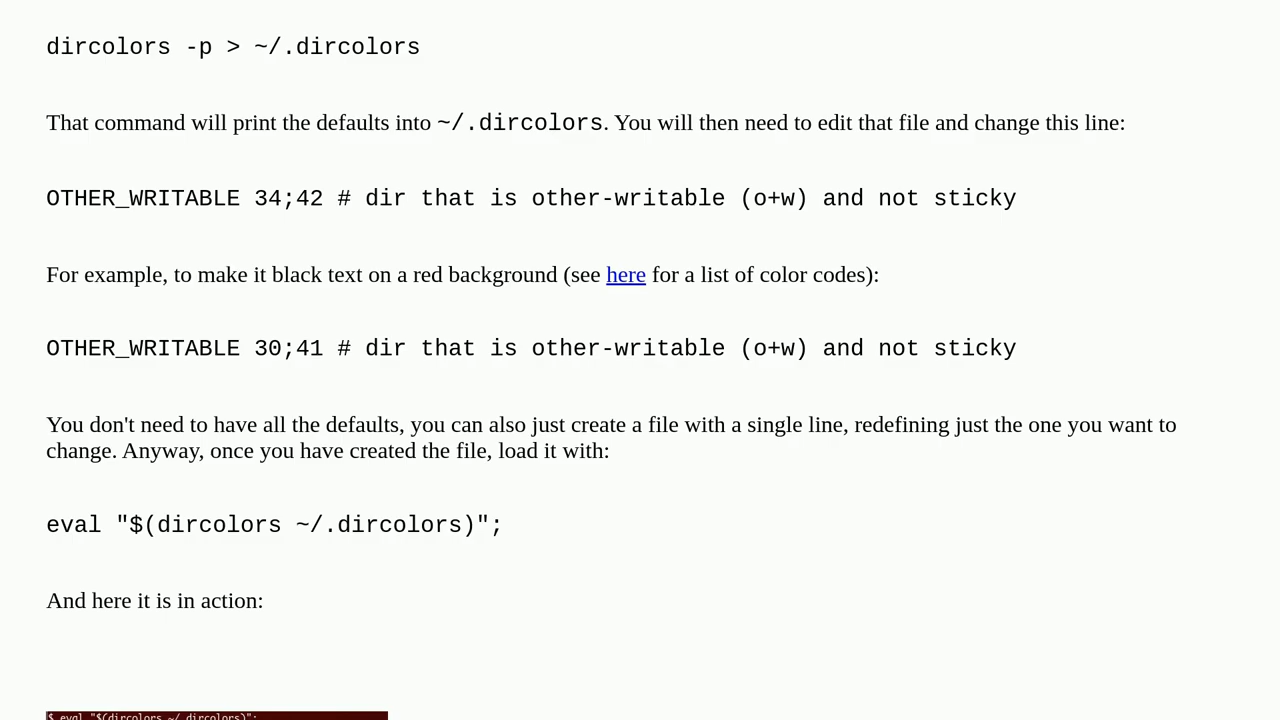 dircolors -p > ~/.dircolors
That command will print the defaults into ~/.dircolors. You will then need to edit that file and change this line:
OTHER_WRITABLE 34;42 # dir that is other-writable (o+w) and not sticky
For example, to make it black text on a red background (see here for a list of color codes):
OTHER_WRITABLE 30;41 # dir that is other-writable (o+w) and not sticky
You don't need to have all the defaults, you can also just create a file with a single line, redefining just the one you want to
change. Anyway, once you have created the file, load it with:
eval "$(dircolors ~/.dircolors)";
And here it is in action:
$ eval "$(dircolors ~/.dircolors)";